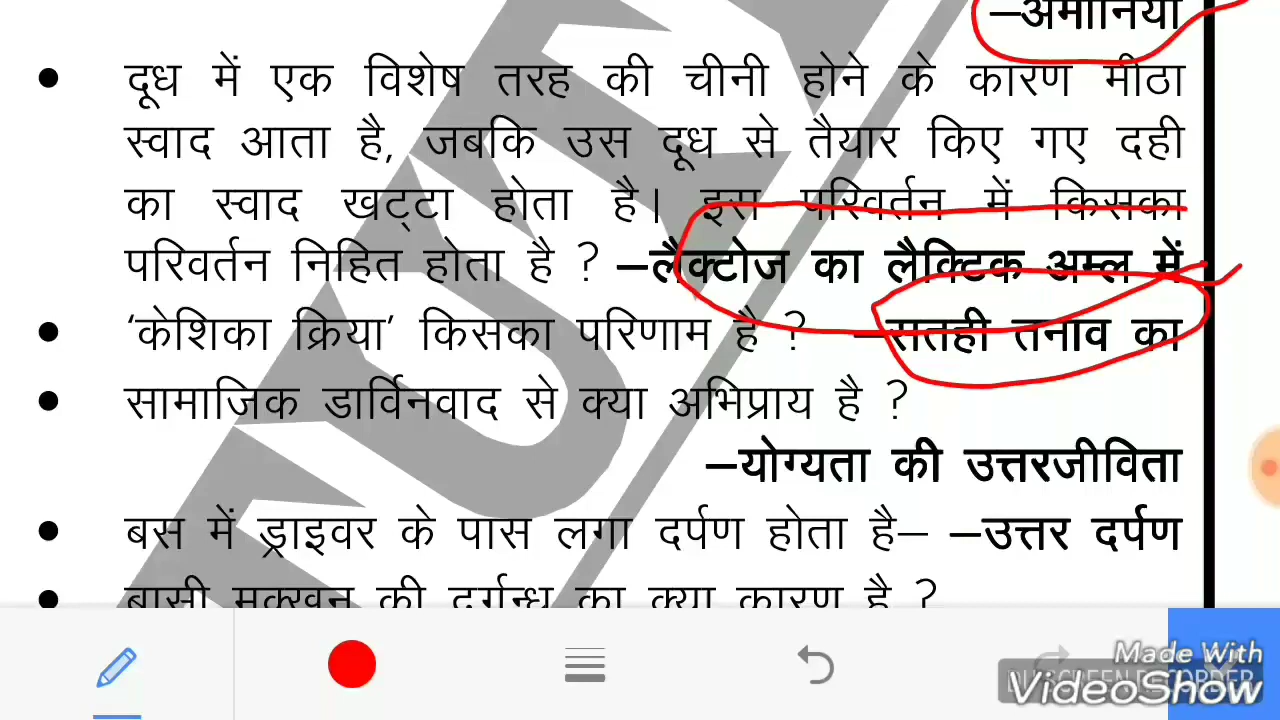 –अमोनिया
• दूध में एक विशेष तरह की चीनी होने के कारण मीठा
स्वाद आता है, जबकि उस दूध से तैयार किए गए दही
का स्वाद खट्टा होता है। इस परिवर्तन में किसका
परिवर्तन निहित होता है ? –लैक्टोज का लैक्टिक अम्ल में
• ‘केशिका क्रिया’ किसका परिणाम है ? –सतही तनाव का
• सामाजिक डार्विनवाद से क्या अभिप्राय है ?
–योग्यता की उत्तरजीविता
• बस में ड्राइवर के पास लगा दर्पण होता है– –उत्तर दर्पण
• बासी मक्खन की दुर्गन्ध का क्या कारण है ?
Made With
VideoShow